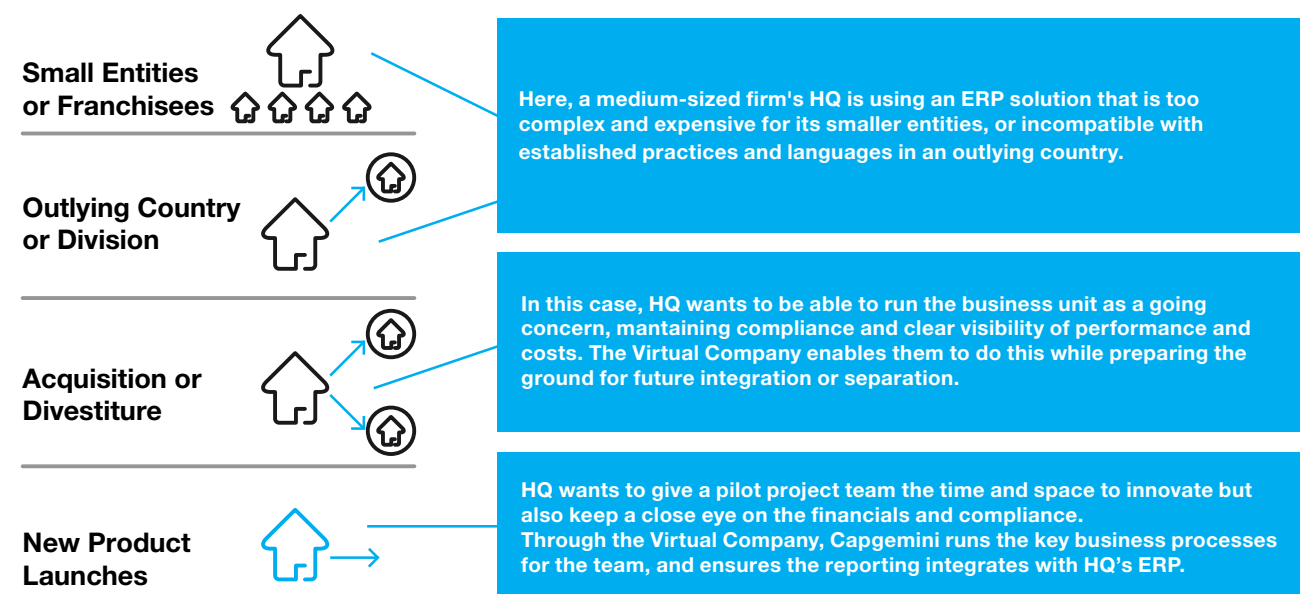 Small Entities
or Franchisees
Here, a medium-sized firm's HQ is using an ERP solution that is too
complex and expensive for its smaller entities, or incompatible with
established practices and languages in an outlying country.
Outlying Country
or Division
Acquisition or
Divestiture
In this case, HQ wants to be able to run the business unit as a going
concern, mantaining compliance and clear visibility of performance and
costs. The Virtual Company enables them to do this while preparing the
ground for future integration or separation.
New Product
Launches
HQ wants to give a pilot project team the time and space to innovate but
also keep a close eye on the financials and compliance.
Through the Virtual Company, Capgemini runs the key business processes
for the team, and ensures the reporting integrates with HQ’s ERP.